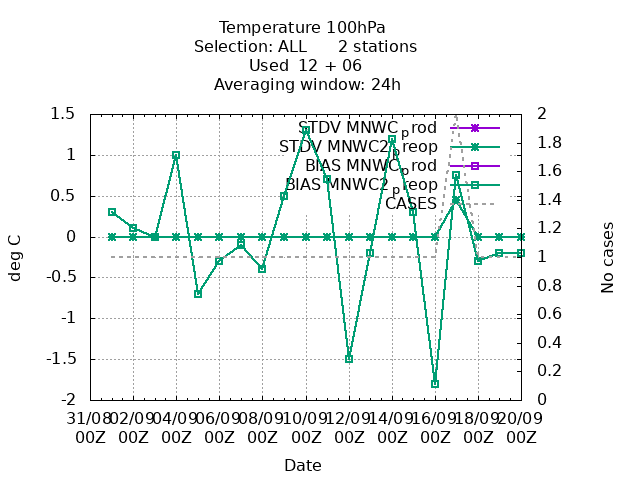 Temperature 100hPa
Selection: ALL 2 stations
Used 12 + 06
Averaging window: 24h
STDV MNWC_prod
STDV MNWC2_preop
BIAS MNWC_prod
BIAS MNWC2_preop
CASES
1.5
1
0.5
0
-0.5
-1
-1.5
-2
deg C
2
1.8
1.6
1.4
1.2
1
0.8
0.6
0.4
0.2
0
No cases
31/08 02/09 04/09 06/09 08/09 10/09 12/09 14/09 16/09 18/09 20/09
00Z 00Z 00Z 00Z 00Z 00Z 00Z 00Z 00Z 00Z 00Z
Date